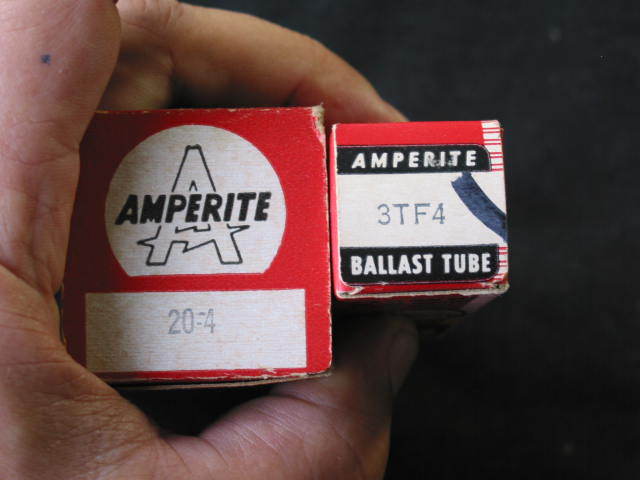 AMPERITE
20-4
AMPERITE
3TF4
BALLAST TUBE